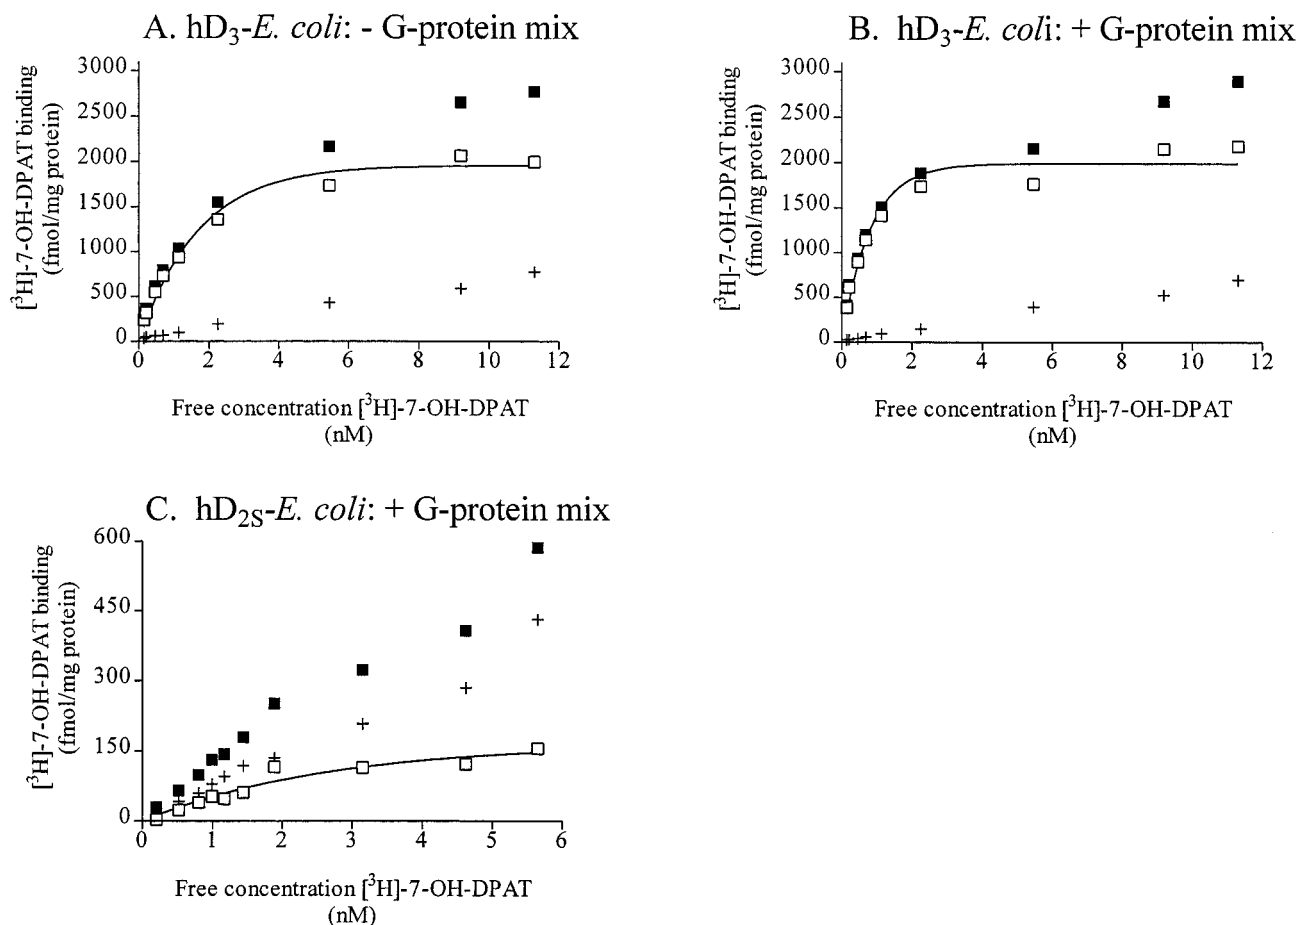 A. hD₃-E. coli: - G-protein mix
[³H]-7-OH-DPAT binding
(fmol/mg protein)
3000
2500
2000
1500
1000
500
0
0 2 4 6 8 10 12
Free concentration [³H]-7-OH-DPAT
(nM)
B. hD₃-E. coli: + G-protein mix
[³H]-7-OH-DPAT binding
(fmol/mg protein)
3000
2500
2000
1500
1000
500
0
0 2 4 6 8 10 12
Free concentration [³H]-7-OH-DPAT
(nM)
C. hD₂S-E. coli: + G-protein mix
[³H]-7-OH-DPAT binding
(fmol/mg protein)
600
450
300
150
0
0 1 2 3 4 5 6
Free concentration [³H]-7-OH-DPAT
(nM)